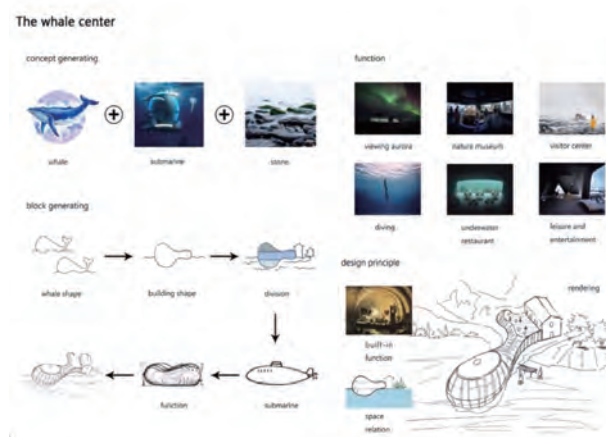 The whale center
concept generating
whale
submarine
stone
function
viewing aurora
nature museum
visitor center
diving
underwater
restaurant
leisure and
entertainment
block generating
whale shape
building shape
division
submarine
function
design principle
built-in
function
space
relation
rendering